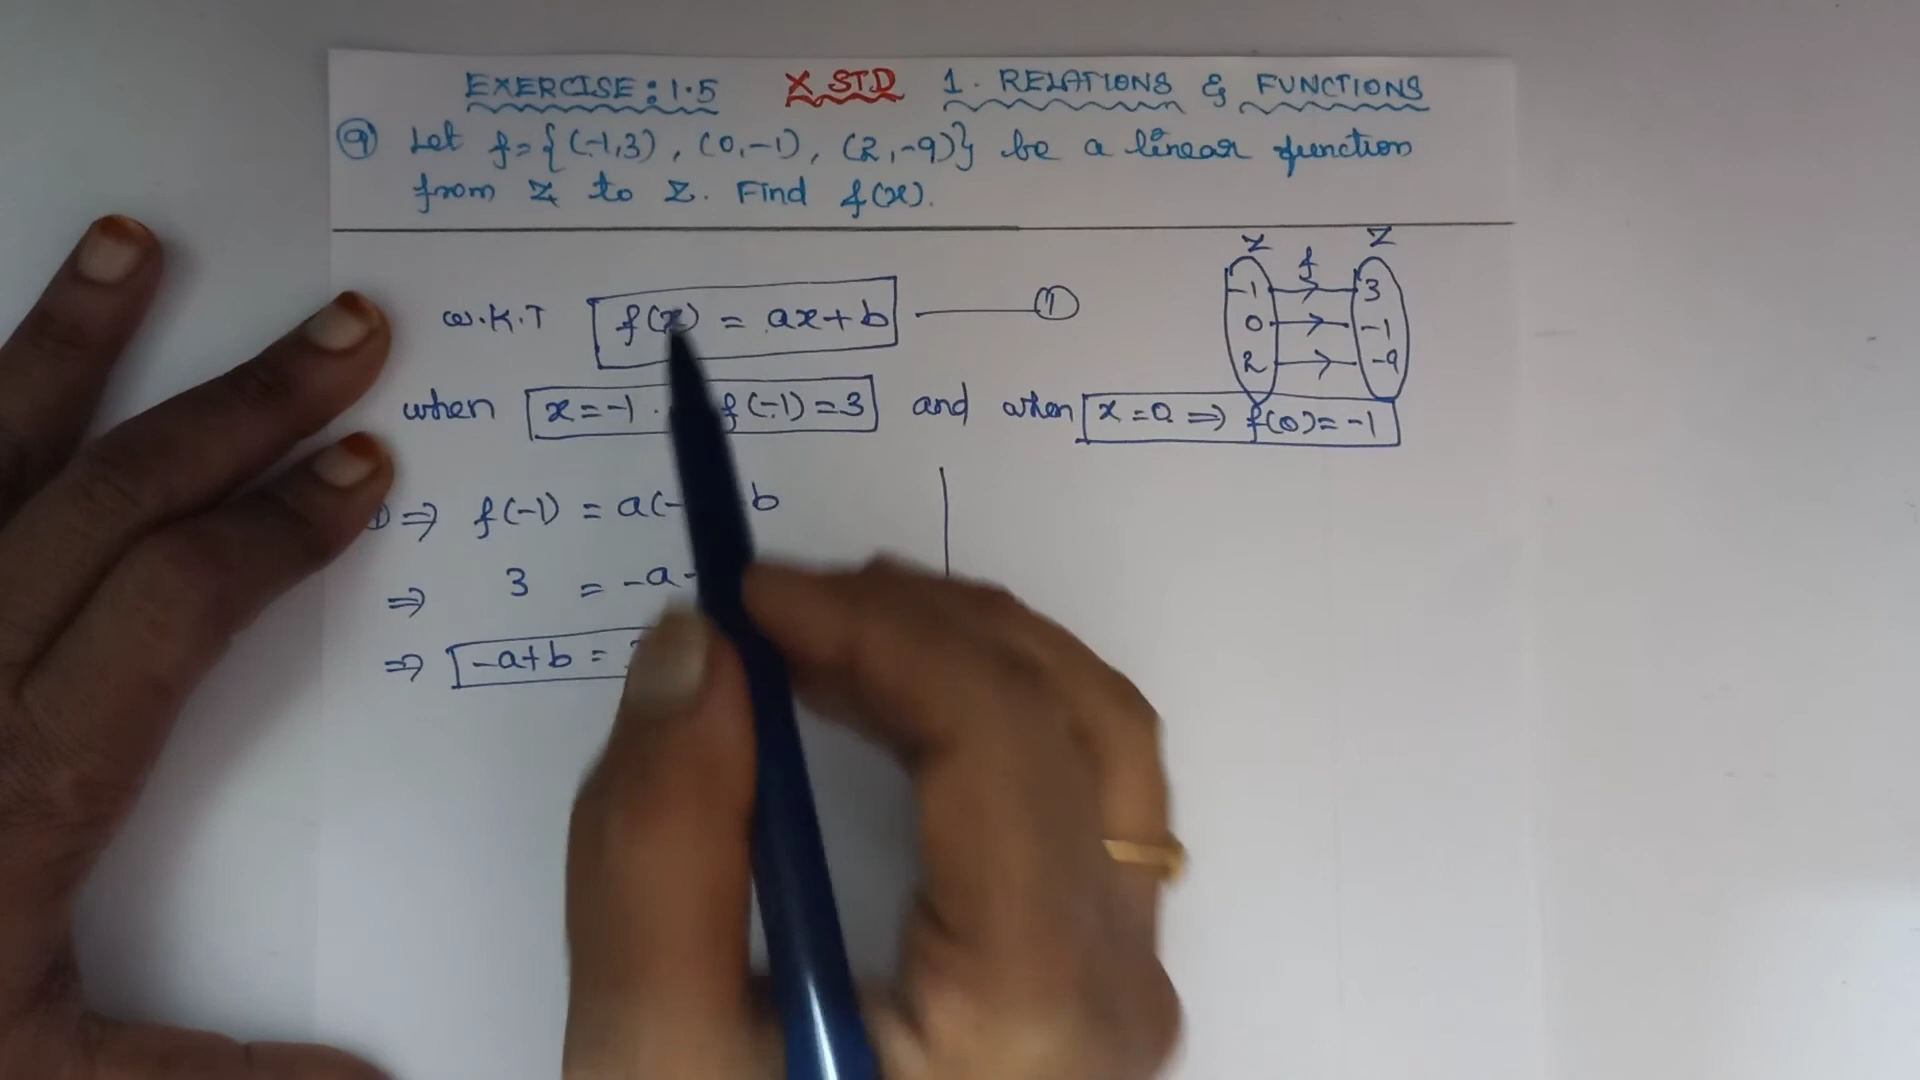 EXERCISE: 1.5 X STD 1. RELATIONS & FUNCTIONS
9 Let f={(-1,3), (0,-1), (2,-9)} be a linear function
from Z to Z. Find f(x).
Z f Z
-1 3
0 -1
2 -9
W.K.T f(x) = ax+b 1
when x=-1 f(-1)=3 and when x=0 ⇒ f(0)=-1
⇒ f(-1) = a(- b
⇒ 3 = -a
⇒ -a+b =